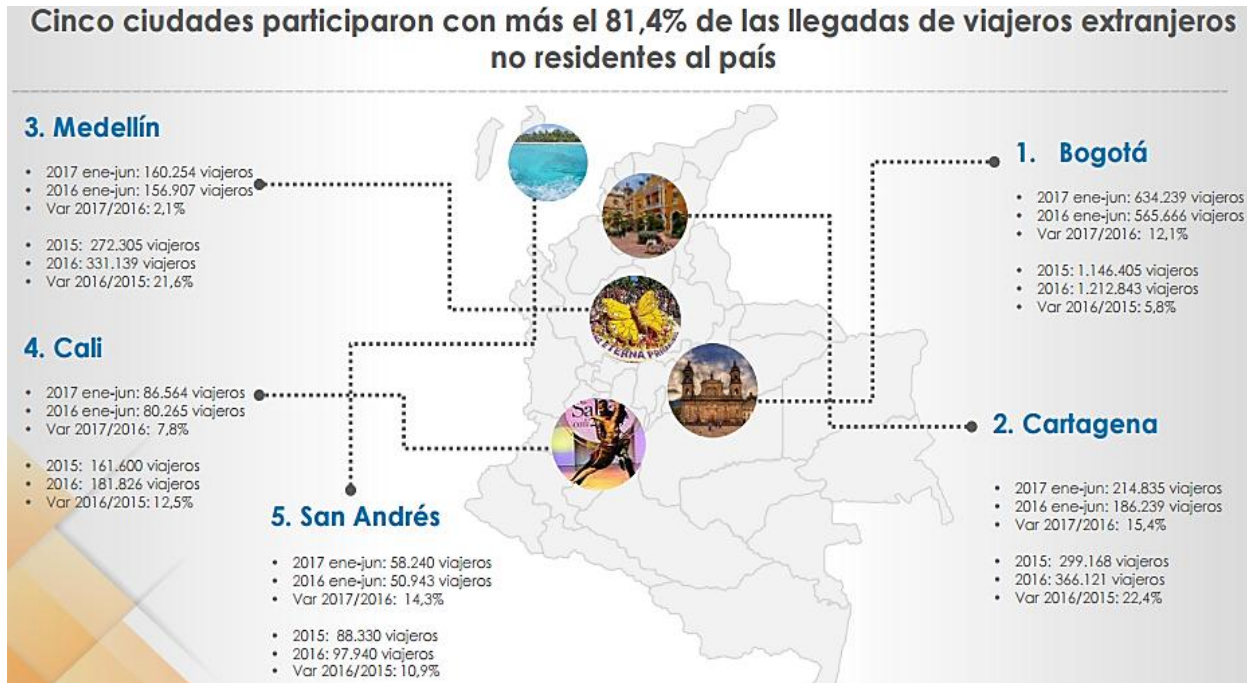 Cinco ciudades participaron con más el 81,4% de las llegadas de viajeros extranjeros
no residentes al país
3. Medellín
• 2017 ene-jun: 160.254 viajeros
• 2016 ene-jun: 156.907 viajeros
• Var 2017/2016: 2,1%
• 2015: 272.305 viajeros
• 2016: 331.139 viajeros
• Var 2016/2015: 21,6%
4. Cali
• 2017 ene-jun: 86.564 viajeros
• 2016 ene-jun: 80.265 viajeros
• Var 2017/2016: 7,8%
• 2015: 161.600 viajeros
• 2016: 181.826 viajeros
• Var 2016/2015: 12,5%
5. San Andrés
• 2017 ene-jun: 58.240 viajeros
• 2016 ene-jun: 50.943 viajeros
• Var 2017/2016: 14,3%
• 2015: 88.330 viajeros
• 2016: 97.940 viajeros
• Var 2016/2015: 10,9%
ETERNA
1. Bogotá
• 2017 ene-jun: 634.239 viajeros
• 2016 ene-jun: 565.666 viajeros
• Var 2017/2016: 12,1%
• 2015: 1.146.405 viajeros
• 2016: 1.212.843 viajeros
• Var 2016/2015: 5,8%
2. Cartagena
• 2017 ene-jun: 214.835 viajeros
• 2016 ene-jun: 186.239 viajeros
• Var 2017/2016: 15,4%
• 2015: 299.168 viajeros
• 2016: 366.121 viajeros
• Var 2016/2015: 22,4%